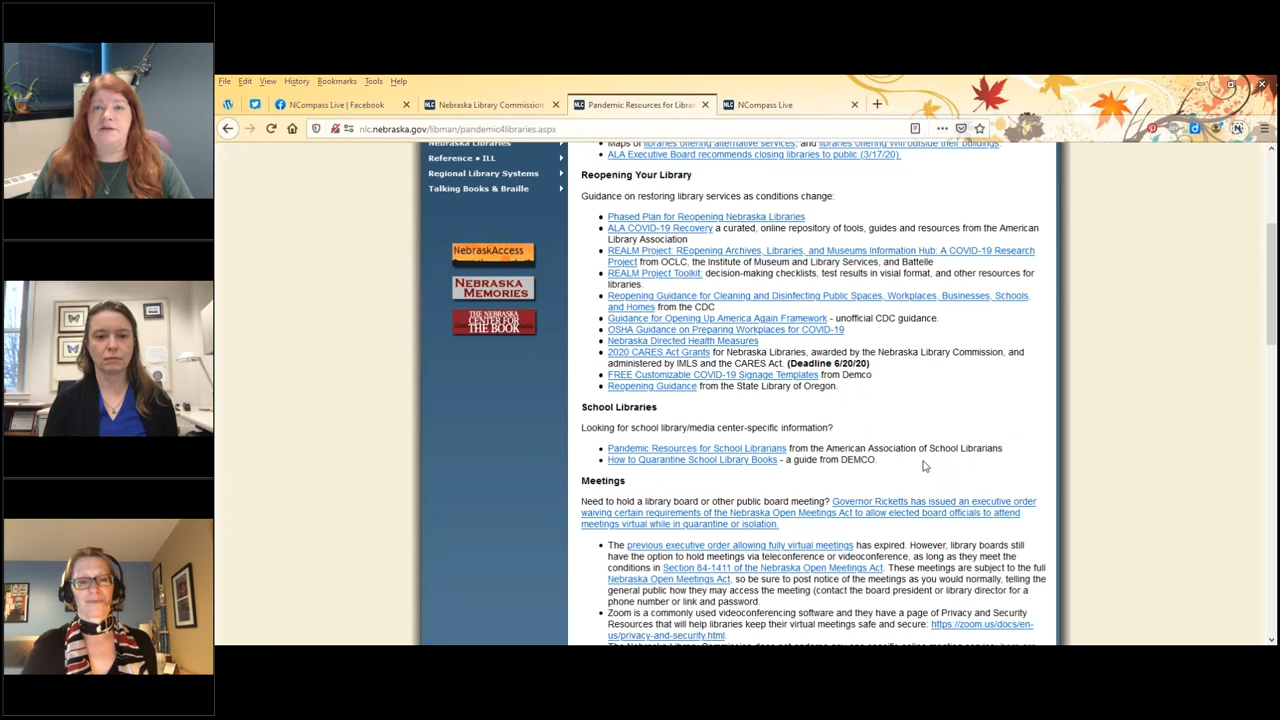 File Edit View History Bookmarks Tools Help
NCompass Live | Facebook
Nebraska Library Commission
Pandemic Resources for Librar
NCompass Live
nlc.nebraska.gov/libman/pandemic4libraries.aspx
Nebraska Libraries
Reference • ILL
Regional Library Systems
Talking Books & Braille
NebraskAccess
NEBRASKA
MEMORIES
THE NEBRASKA
CENTER FOR
THE BOOK
Maps of libraries offering alternative services, and libraries offering Wifi outside their buildings.
ALA Executive Board recommends closing libraries to public (3/17/20).
Reopening Your Library
Guidance on restoring library services as conditions change:
Phased Plan for Reopening Nebraska Libraries
ALA COVID-19 Recovery a curated, online repository of tools, guides and resources from the American
Library Association
REALM Project: REopening Archives, Libraries, and Museums Information Hub: A COVID-19 Research
Project from OCLC, the Institute of Museum and Library Services, and Battelle
REALM Project Toolkit: decision-making checklists, test results in visial format, and other resources for
libraries.
Reopening Guidance for Cleaning and Disinfecting Public Spaces, Workplaces, Businesses, Schools,
and Homes from the CDC
Guidance for Opening Up America Again Framework - unofficial CDC guidance.
OSHA Guidance on Preparing Workplaces for COVID-19
Nebraska Directed Health Measures
2020 CARES Act Grants for Nebraska Libraries, awarded by the Nebraska Library Commission, and
administered by IMLS and the CARES Act. (Deadline 6/20/20)
FREE Customizable COVID-19 Signage Templates from Demco
Reopening Guidance from the State Library of Oregon.
School Libraries
Looking for school library/media center-specific information?
Pandemic Resources for School Librarians from the American Association of School Librarians
How to Quarantine School Library Books - a guide from DEMCO.
Meetings
Need to hold a library board or other public board meeting? Governor Ricketts has issued an executive order
waiving certain requirements of the Nebraska Open Meetings Act to allow elected board officials to attend
meetings virtual while in quarantine or isolation.
The previous executive order allowing fully virtual meetings has expired. However, library boards still
have the option to hold meetings via teleconference or videoconference, as long as they meet the
conditions in Section 84-1411 of the Nebraska Open Meetings Act. These meetings are subject to the full
Nebraska Open Meetings Act, so be sure to post notice of the meetings as you would normally, telling the
general public how they may access the meeting (contact the board president or library director for a
phone number or link and password.
Zoom is a commonly used videoconferencing software and they have a page of Privacy and Security
Resources that will help libraries keep their virtual meetings safe and secure: https://zoom.us/docs/en-
us/privacy-and-security.html.